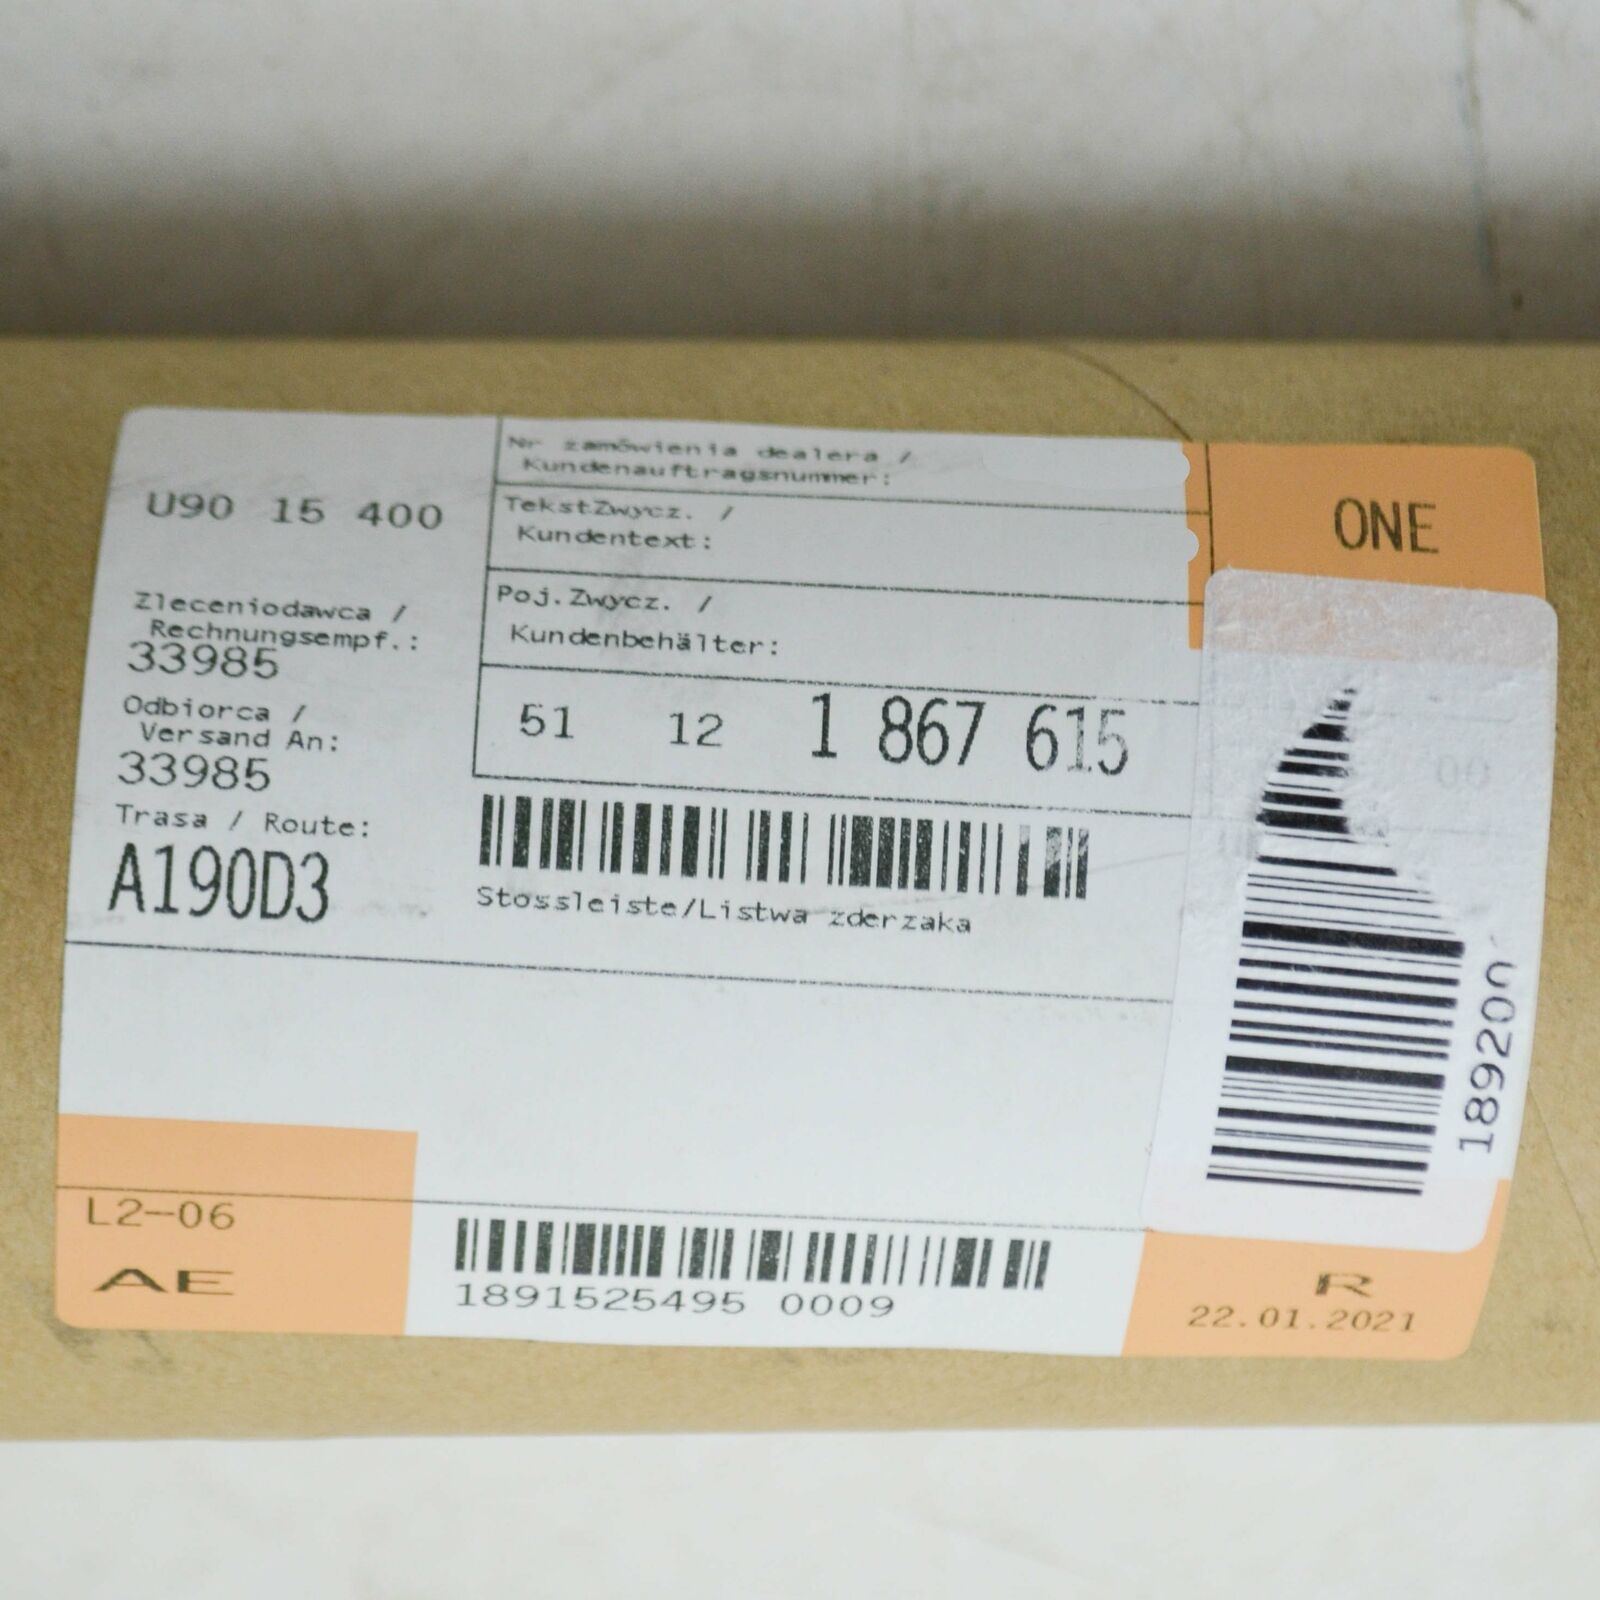 U90 15 400
Zleceniodawca /
Rechnungsempf.:
33985
Odbiorca /
Versand An:
33985
Trasa / Route:
A190D3
Nr zamówienia dealera /
Kundenauftragsnummer:
TekstZwycz. /
Kundentext:
Poj.Zwycz. /
Kundenbehälter:
51 12 1 867 615
Stossleiste/Listwa zderzaka
ONE
L2-06
AE
1891525495 0009
R
22.01.2021